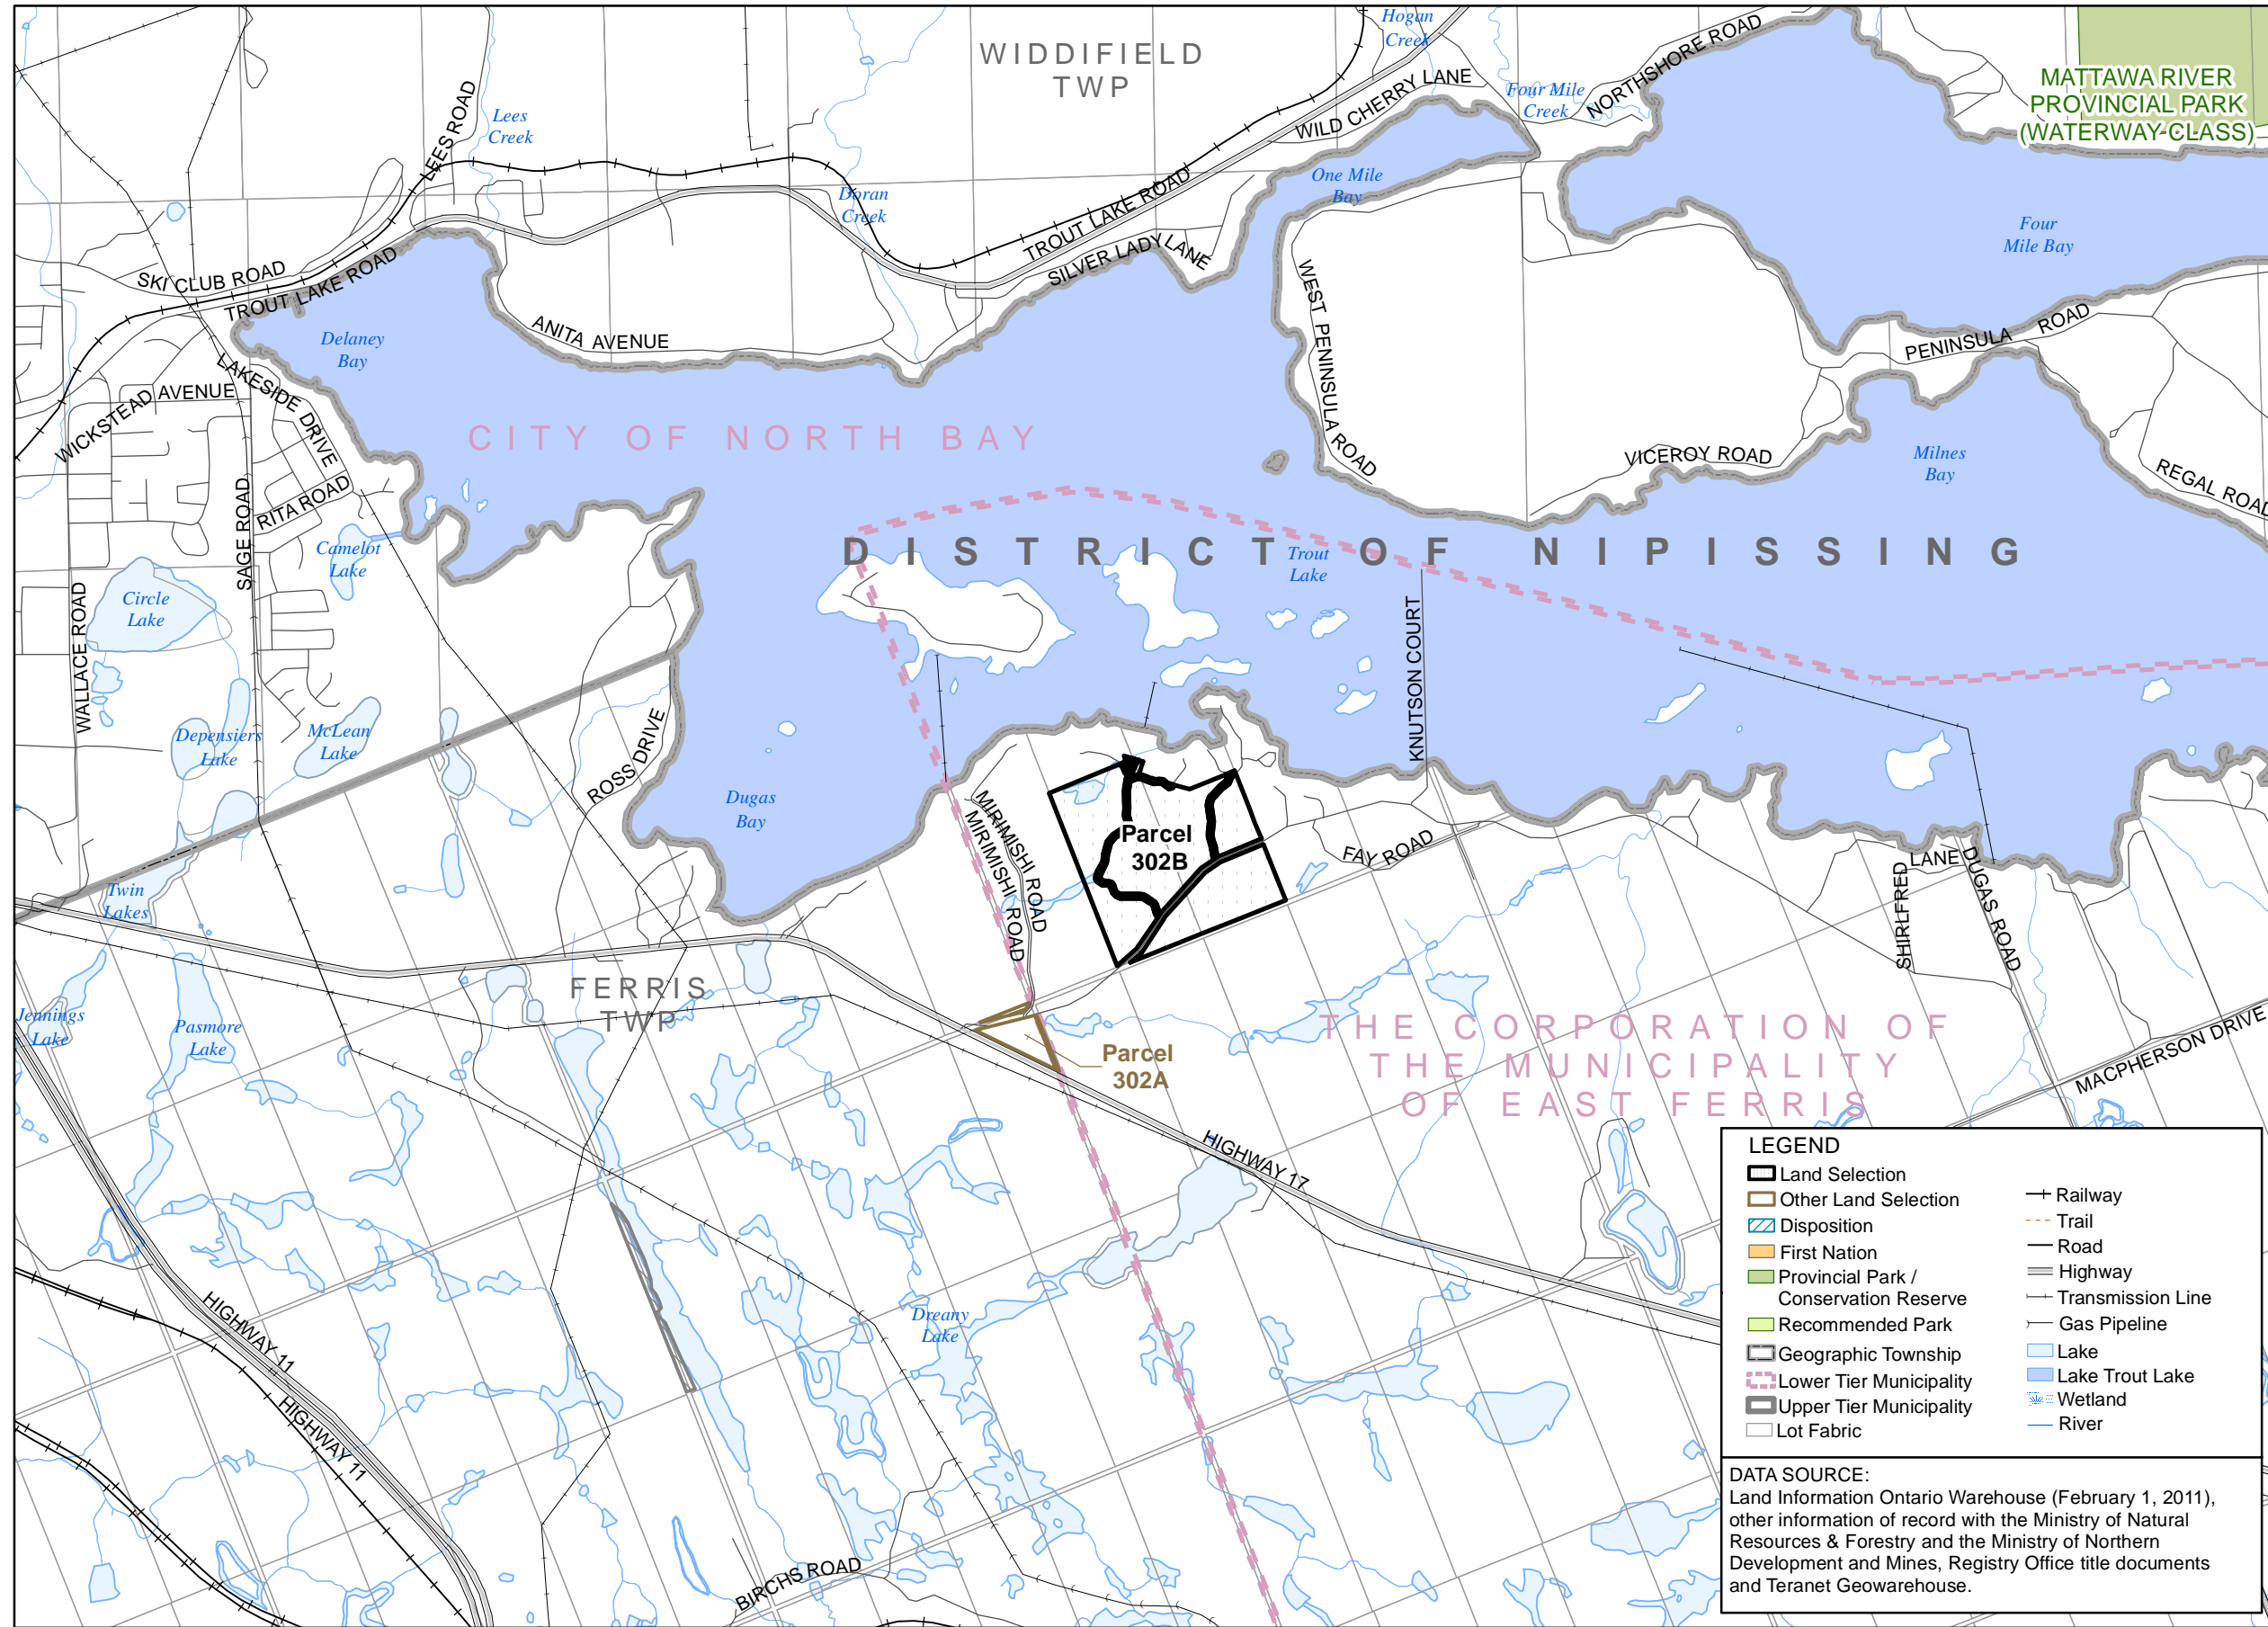 WIDDIFIELD
TWP
Hogan
Creek
NORTHSHORE ROAD
MATTAWA RIVER
PROVINCIAL PARK
(WATERWAY CLASS)
WILD CHERRY LANE
Four Mile
Creek
LEES ROAD
Lees
Creek
One Mile
Bay
Doran
Creek
TROUT LAKE ROAD
SILVER LADY LANE
Four
Mile Bay
SKI CLUB ROAD
TROUT LAKE ROAD
WEST PENINSULA ROAD
Delaney
Bay
ANITA AVENUE
PENINSULA ROAD
LAKESIDE DRIVE
WICKSTEAD AVENUE
CITY OF NORTH BAY
VICEROY ROAD
Milnes
Bay
REGAL ROAD
SAGE ROAD
RITA ROAD
Camelot
Lake
DISTRICT OF NIPISSING
Trout
Lake
Circle
Lake
WALLACE ROAD
KNUTSON COURT
Depensiers
Lake
McLean
Lake
ROSS DRIVE
Dugas
Bay
MIRIMISHI ROAD
MIRIMISHI ROAD
Parcel
302B
FAY ROAD
SHIRLFRED LANE
DUGAS ROAD
Twin
Lakes
FERRIS
TWP
Jennings
Lake
Pasmore
Lake
Parcel
302A
THE CORPORATION OF
THE MUNICIPALITY
OF EAST FERRIS
MACPHERSON DRIVE
HIGHWAY 17
HIGHWAY 11
HIGHWAY 11
Dreany
Lake
BIRCHS ROAD
LEGEND
Land Selection
Other Land Selection
Disposition
First Nation
Provincial Park /
Conservation Reserve
Recommended Park
Geographic Township
Lower Tier Municipality
Upper Tier Municipality
Lot Fabric
Railway
Trail
Road
Highway
Transmission Line
Gas Pipeline
Lake
Lake Trout Lake
Wetland
River
DATA SOURCE:
Land Information Ontario Warehouse (February 1, 2011),
other information of record with the Ministry of Natural
Resources & Forestry and the Ministry of Northern
Development and Mines, Registry Office title documents
and Teranet Geowarehouse.